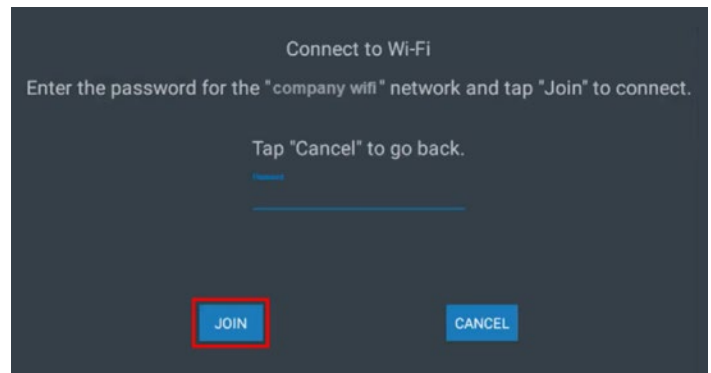 Connect to Wi-Fi
Enter the password for the "company wifi" network and tap "Join" to connect.
Tap "Cancel" to go back.
Password
JOIN
CANCEL